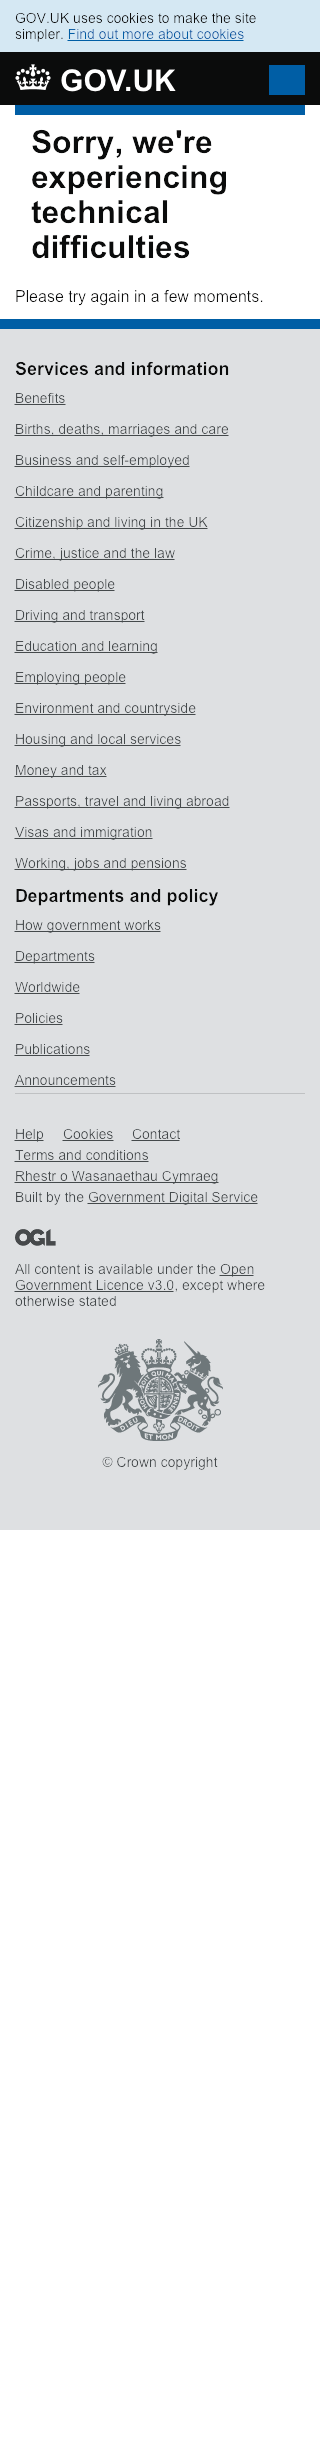 GOV.UK uses cookies to make the site
simpler. Find out more about cookies
GOV.UK
Sorry, we're
experiencing
technical
difficulties
Please try again in a few moments.
Services and information
Benefits
Births, deaths, marriages and care
Business and self-employed
Childcare and parenting
Citizenship and living in the UK
Crime, justice and the law
Disabled people
Driving and transport
Education and learning
Employing people
Environment and countryside
Housing and local services
Money and tax
Passports, travel and living abroad
Visas and immigration
Working, jobs and pensions
Departments and policy
How government works
Departments
Worldwide
Policies
Publications
Announcements
Help Cookies Contact
Terms and conditions
Rhestr o Wasanaethau Cymraeg
Built by the Government Digital Service
OGL
All content is available under the Open
Government Licence v3.0, except where
otherwise stated
DIEU ET MON DROIT
© Crown copyright